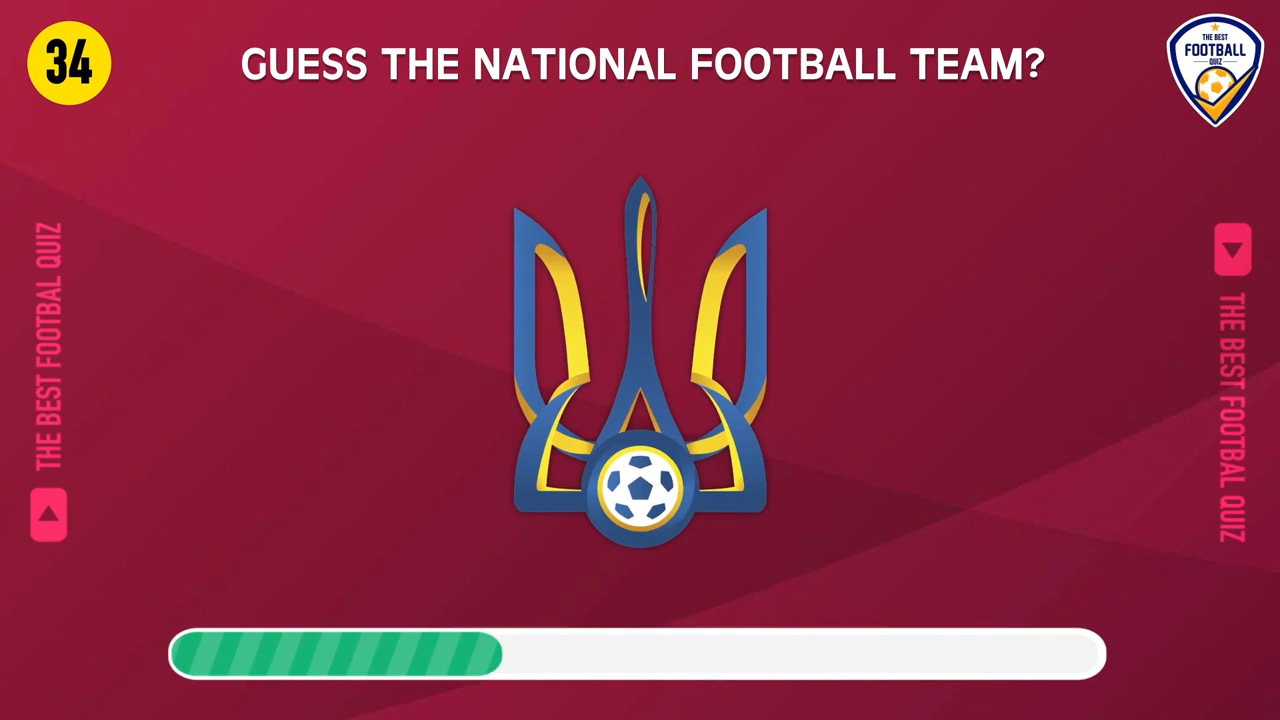 34
GUESS THE NATIONAL FOOTBALL TEAM?
THE BEST
FOOTBALL
QUIZ
THE BEST FOOTBAL QUIZ
THE BEST FOOTBAL QUIZ